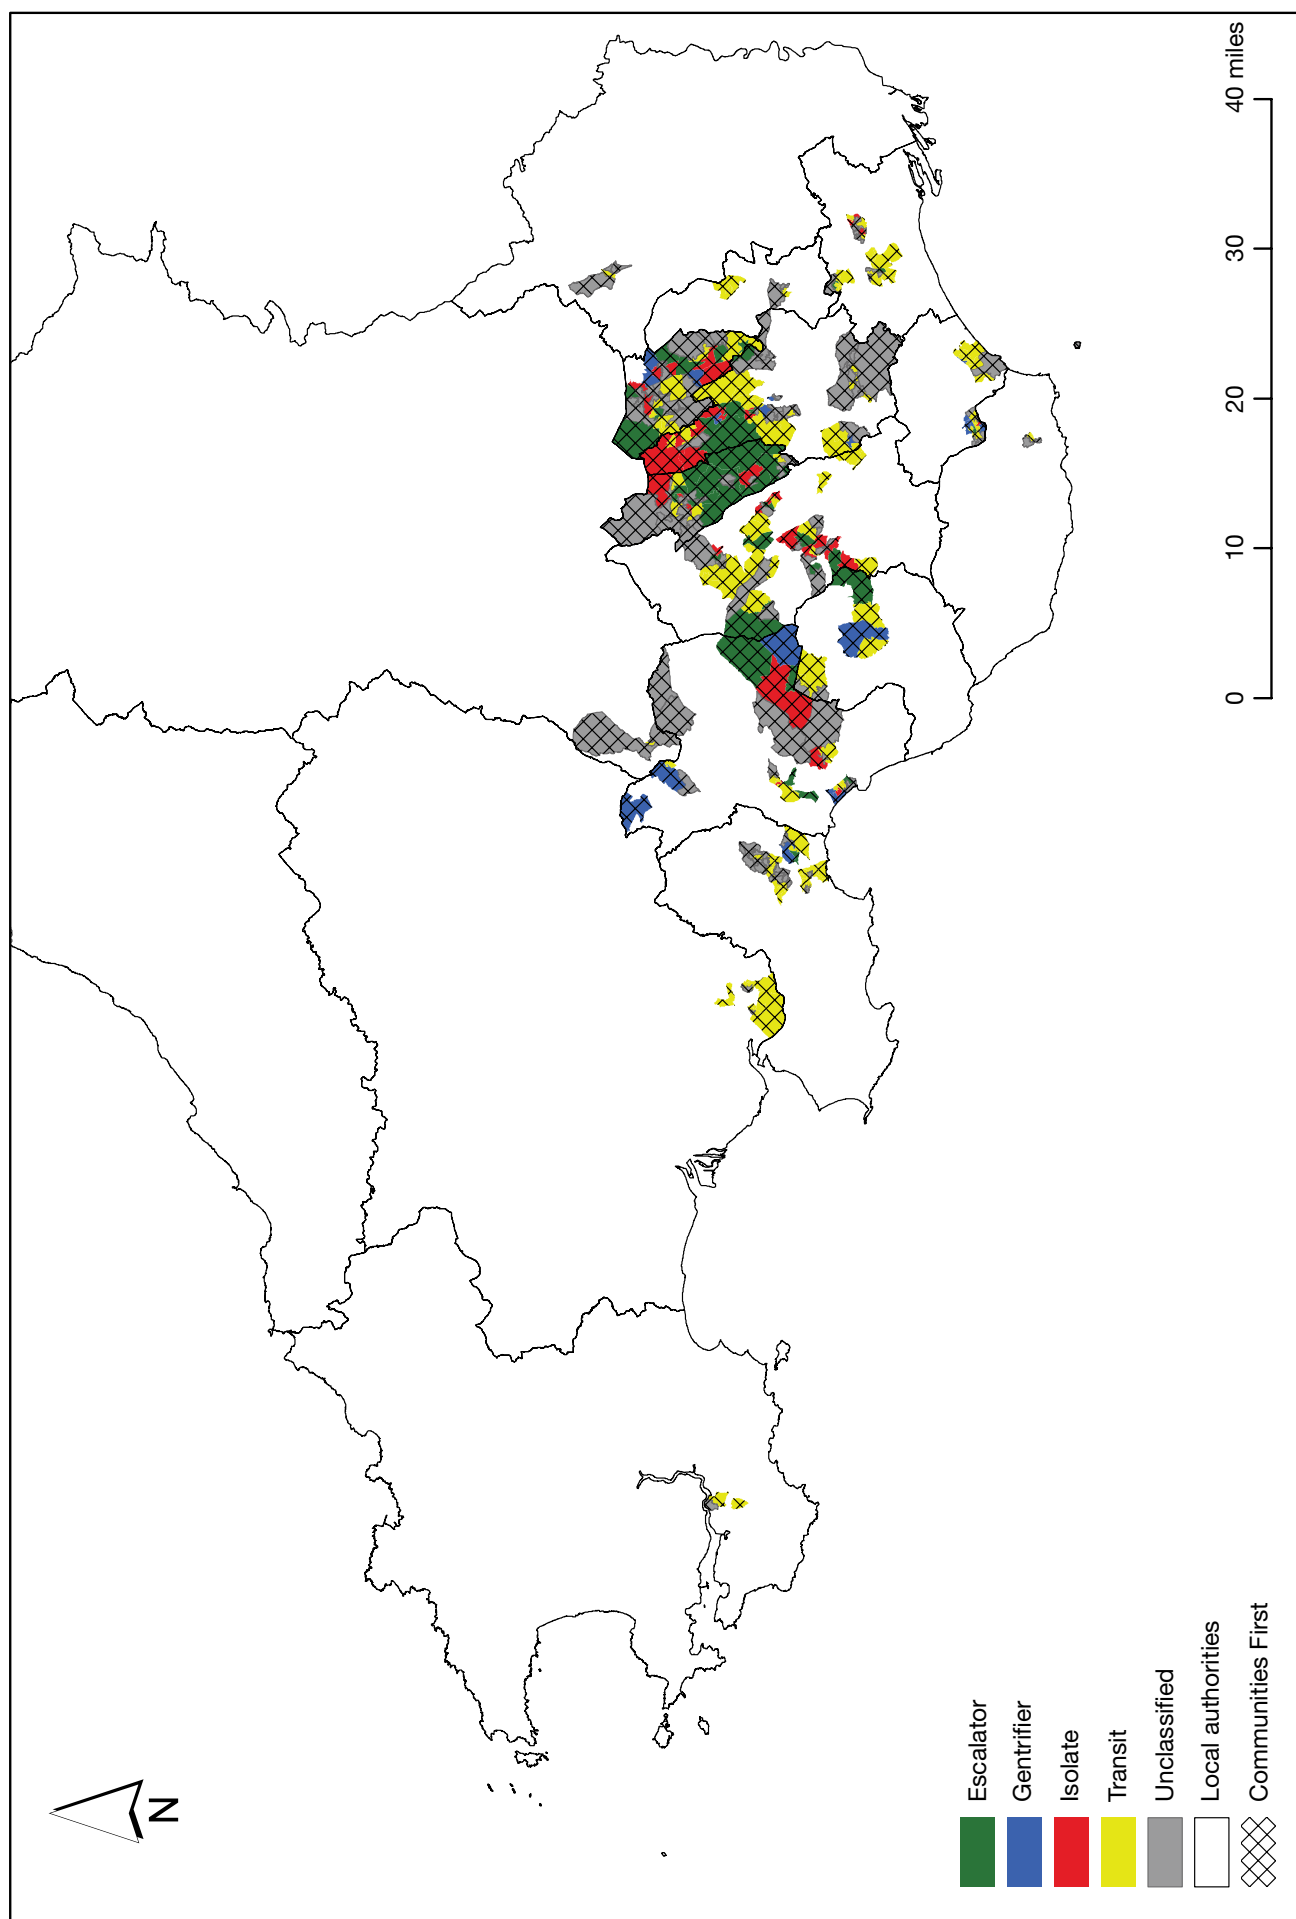 N
Escalator
Gentrifier
Isolate
Transit
Unclassified
Local authorities
Communities First
0 10 20 30 40 miles